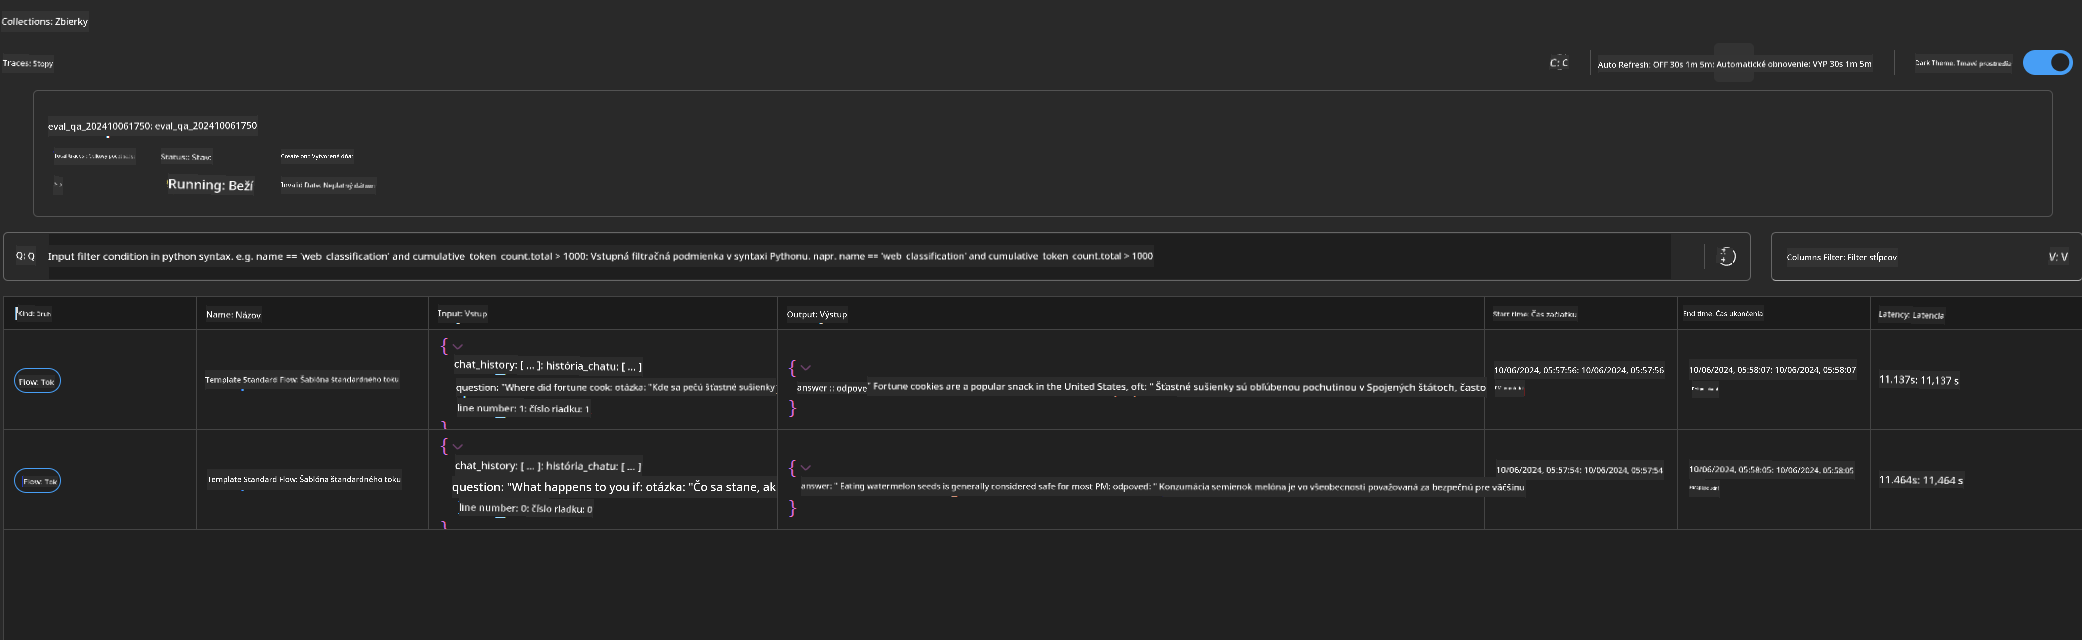 Collections: Zbierky
Traces: Stopy
C: C
Auto Refresh: OFF 30s 1m 5m: Automatické obnovenie: VYP 30s 1m 5m
Dark Theme: Tmavé prostredie
eval_qa_202410061750: eval_qa_202410061750
Status:: Stav:
Create on: Vytvorené dňa:
Running: Beží
Invalid Date: Neplatný dátum
Q: Q
Input filter condition in python syntax. e.g. name == 'web_classification' and cumulative_token_count.total > 1000: Vstupná filtračná podmienka v syntaxi Pythonu. napr. name == 'web_classification' and cumulative_token_count.total > 1000
Columns Filter: Filter stĺpcov
V: V
Kind: Druh
Name: Názov
Input: Vstup
Output: Výstup
Start time: Čas začiatku
End time: Čas ukončenia
Latency: Latencia
Flow: Tok
Template Standard Flow: Šablóna štandardného toku
{
chat_history: [ ... ]: história_chatu: [ ... ]
question: "Where did fortune cook: otázka: "Kde sa pečú šťastné sušienky
line number: 1: číslo riadku: 1
}
{
answer :: odpove " Fortune cookies are a popular snack in the United States, oft: " Šťastné sušienky sú obľúbenou pochutinou v Spojených štátoch, často
}
10/06/2024, 05:57:56: 10/06/2024, 05:57:56
10/06/2024, 05:58:07: 10/06/2024, 05:58:07
11.137s: 11,137 s
Flow: Tok
Template Standard Flow: Šablóna štandardného toku
{
chat_history: [ ... ]: história_chatu: [ ... ]
question: "What happens to you if: otázka: "Čo sa stane, ak
line number: 0: číslo riadku: 0
}
{
answer: " Eating watermelon seeds is generally considered safe for most PM: odpoveď: " Konzumácia semienok melóna je vo všeobecnosti považovaná za bezpečnú pre väčšinu
}
10/06/2024, 05:57:54: 10/06/2024, 05:57:54
10/06/2024, 05:58:05: 10/06/2024, 05:58:05
11.464s: 11,464 s